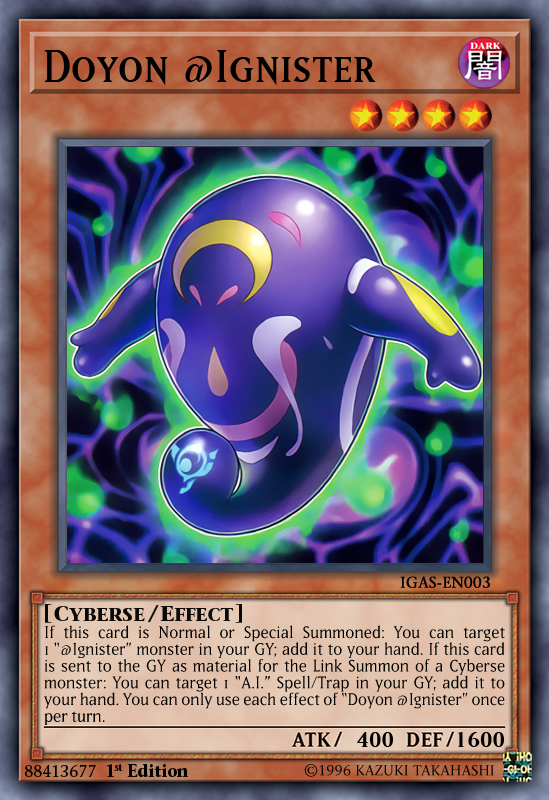 Doyon @Ignister
DARK
闇
IGAS-EN003
[Cyberse/Effect]
If this card is Normal or Special Summoned: You can target
1 "@Ignister" monster in your GY; add it to your hand. If this card
is sent to the GY as material for the Link Summon of a Cyberse
monster: You can target 1 "A.I." Spell/Trap in your GY; add it to
your hand. You can only use each effect of "Doyon @Ignister" once
per turn.
ATK/ 400 DEF/1600
88413677 1st Edition ©1996 KAZUKI TAKAHASHI